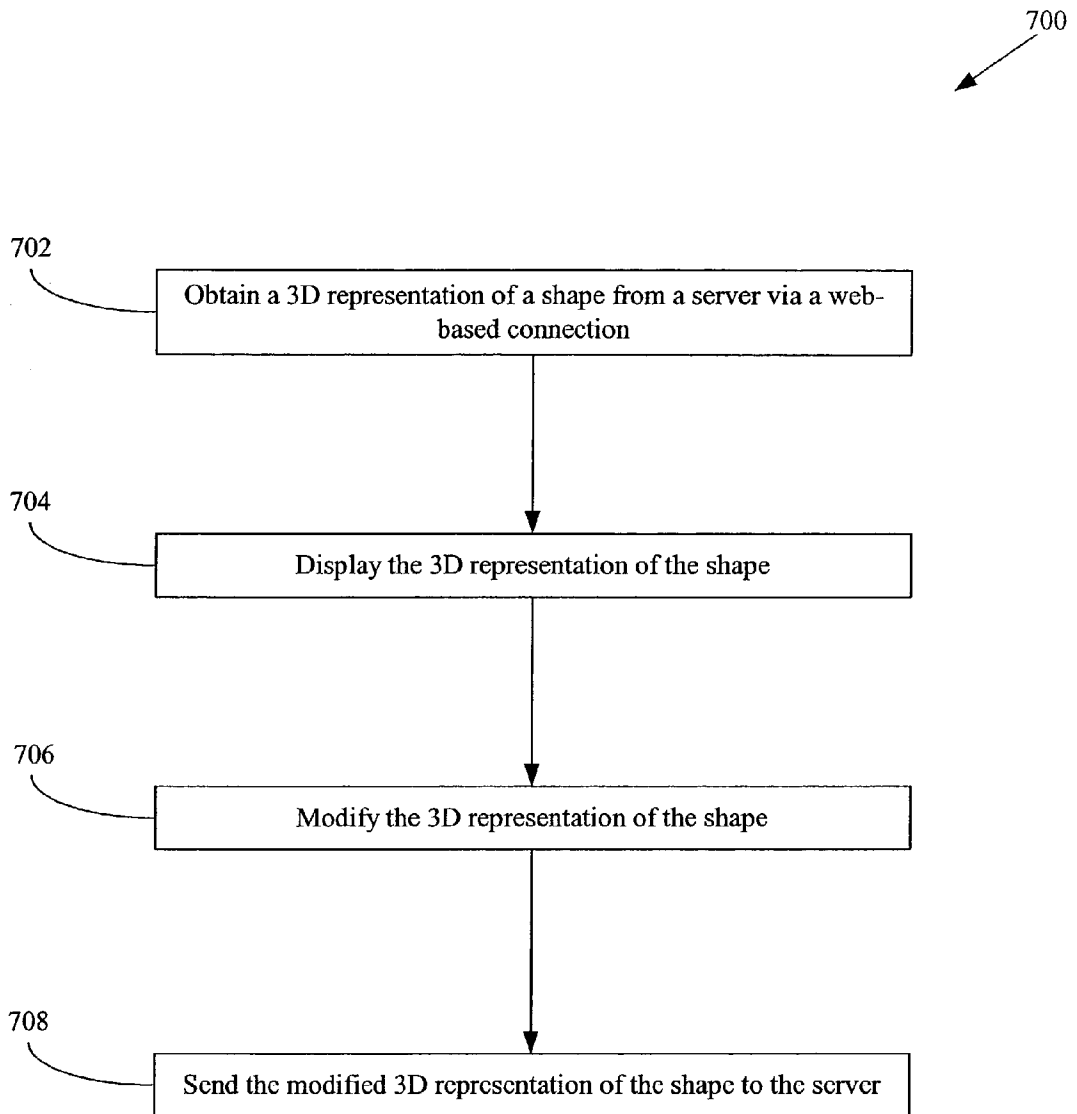 700
702
Obtain a 3D representation of a shape from a server via a web-
based connection
704
Display the 3D representation of the shape
706
Modify the 3D representation of the shape
708
Send the modified 3D representation of the shape to the server